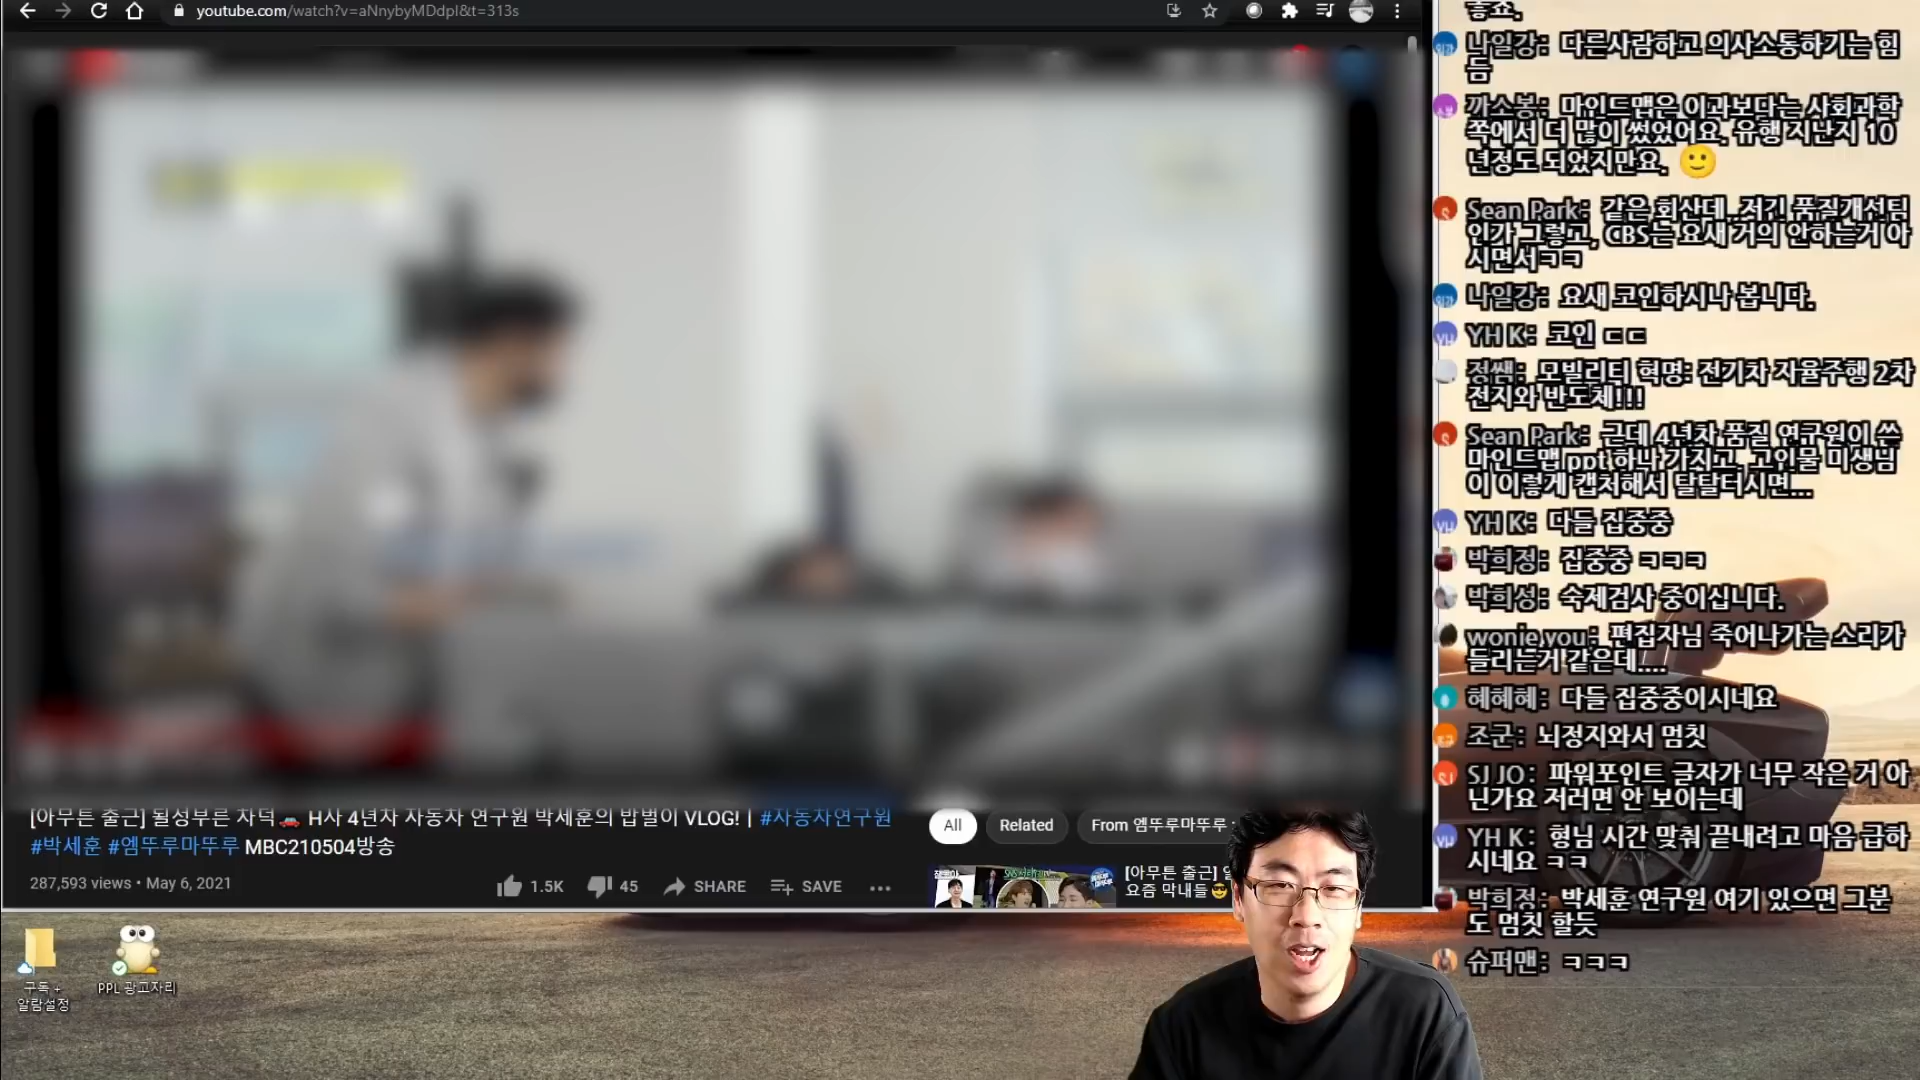 youtube.com/watch?v=aNnybyMDdpI&t=313s
[아무튼 출근] 될성부른 차덕🚗 H사 4년차 자동차 연구원 박세훈의 밥벌이 VLOG! | #자동차연구원
#박세훈 #엠뚜루마뚜루 MBC210504방송
287,593 views • May 6, 2021
1.5K
45
SHARE
SAVE
All
Related
From 엠뚜루마뚜루 :
[아무튼 출근]
요즘 막내들😎
구독 +
알람설정
PPL 광고자리
좋죠.
나일강: 다른사람하고 의사소통하기는 힘
듬
까소봉: 마인드맵은 이과보다는 사회과학
쪽에서 더 많이 썼었어요. 유행 지난지 10
년정도 되었지만요. 🙂
Sean Park: 같은 회산데..저긴 품질개선팀
인가 그렇고, CBS는 요새 거의 안하는거 아
시면서ㅋㅋ
나일강: 요새 코인하시나 봅니다.
YH K: 코인 ㄷㄷ
정쌤: 모빌리티 혁명: 전기차 자율주행 2차
전지와 반도체!!!
Sean Park: 근데 4년차 품질 연구원이 쓴
마인드맵 ppt 하나 가지고, 고인물 미생님
이 이렇게 캡처해서 탈탈터시면...
YH K: 다들 집중중
박희정: 집중중 ㅋㅋㅋ
박희성: 숙제검사 중이십니다.
wonie you: 편집자님 죽어나가는 소리가
들리는거 같은데....
혜혜혜: 다들 집중중이시네요
조군: 뇌정지와서 멈칫
SJ JO: 파워포인트 글자가 너무 작은 거 아
닌가요 저러면 안 보이는데
YH K: 형님 시간 맞춰 끝내려고 마음 급하
시네요 ㅋㅋ
박희정: 박세훈 연구원 여기 있으면 그분
도 멈칫 할듯
슈퍼맨: ㅋㅋㅋ